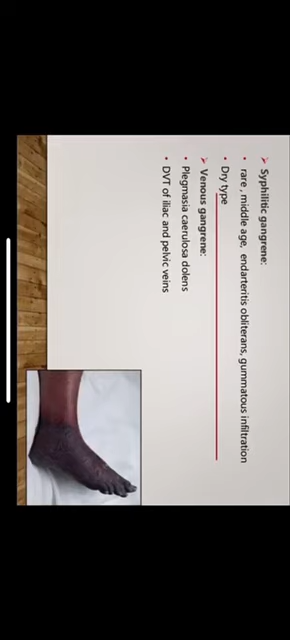 ➢ Syphilitic gangrene:
• rare , middle age, endarteritis obliterans, gummatous infiltration
• Dry type
➢ Venous gangrene:
• Plegmasia caerulosa dolens
• DVT of iliac and pelvic veins